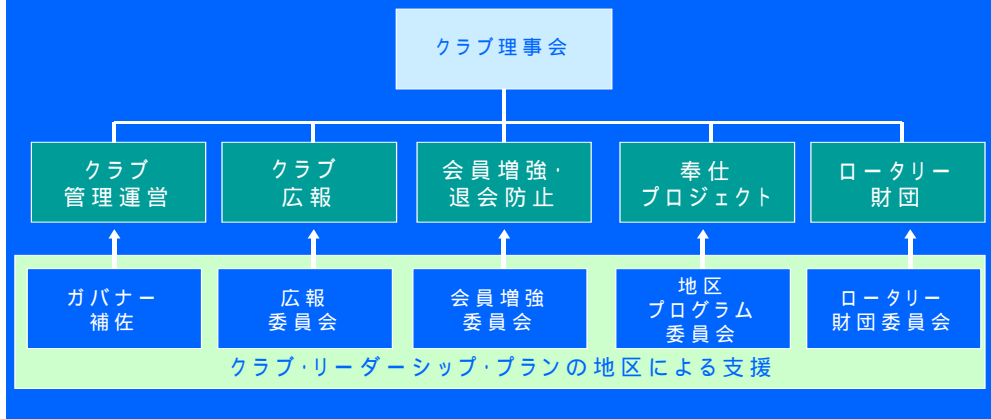 クラブ理事会
クラブ
管理運営
クラブ
広報
会員増強・
退会防止
奉仕
プロジェクト
ロータリー
財団
ガバナー
補佐
広報
委員会
会員増強
委員会
地区
プログラム
委員会
ロータリー
財団委員会
クラブ・リーダーシップ・プランの地区による支援